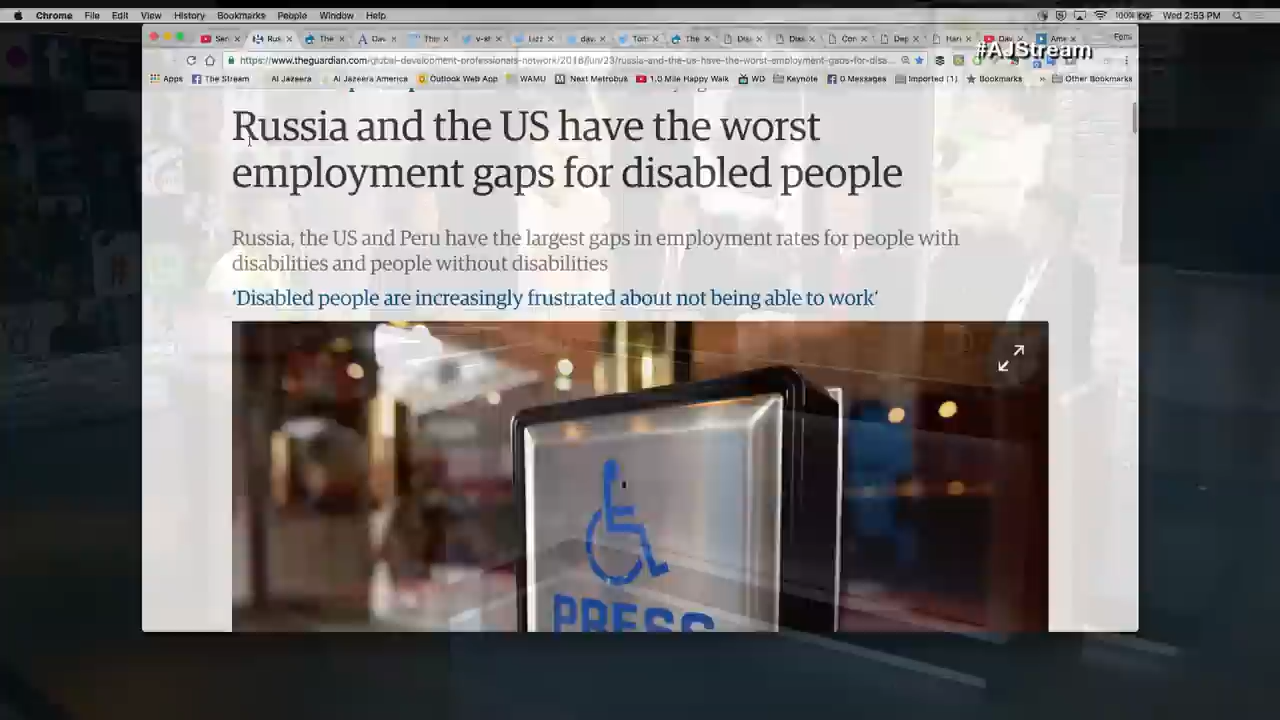 Chrome File Edit View History Bookmarks People Window Help 100% Wed 2:53 PM
#AJStream
https://www.theguardian.com/global-development-professionals-network/2016/jun/23/russia-and-the-us-have-the-worst-employment-gaps-for-disa...
Apps The Stream Al Jazeera Al Jazeera America Outlook Web App WAMU Next Metrobus 1.0 Mile Happy Walk WD Keynote F-O Messages Imported (1) Bookmarks » Other Bookmarks
Russia and the US have the worst
employment gaps for disabled people
Russia, the US and Peru have the largest gaps in employment rates for people with
disabilities and people without disabilities
‘Disabled people are increasingly frustrated about not being able to work’
PRESS